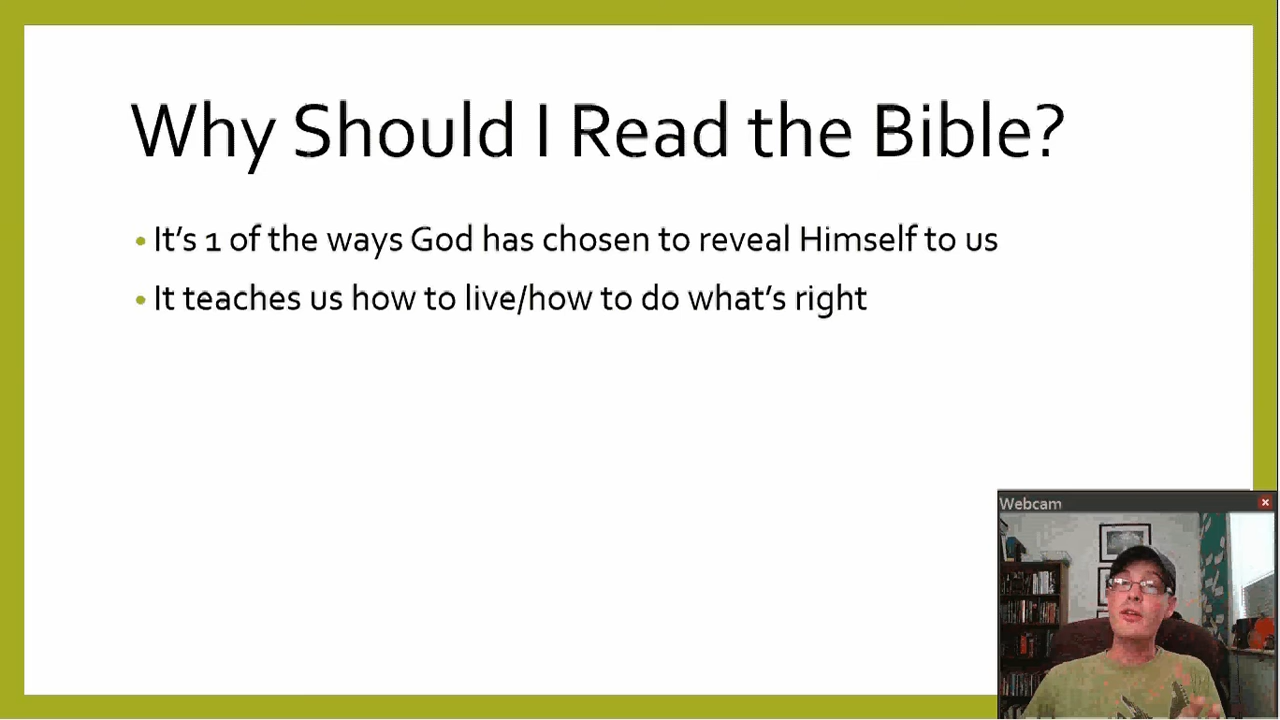 Why Should I Read the Bible?
• It’s 1 of the ways God has chosen to reveal Himself to us
• It teaches us how to live/how to do what’s right
Webcam